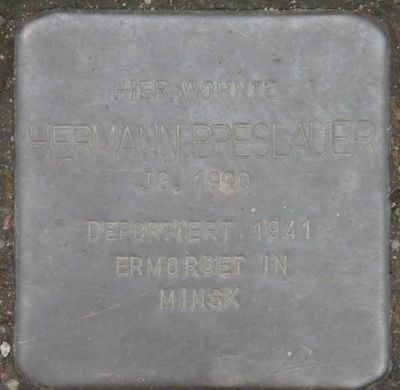 HIER WOHNTE
HERMANN BRESLAUER
JG. 1900
DEPORTIERT 1941
ERMORDET IN
MINSK